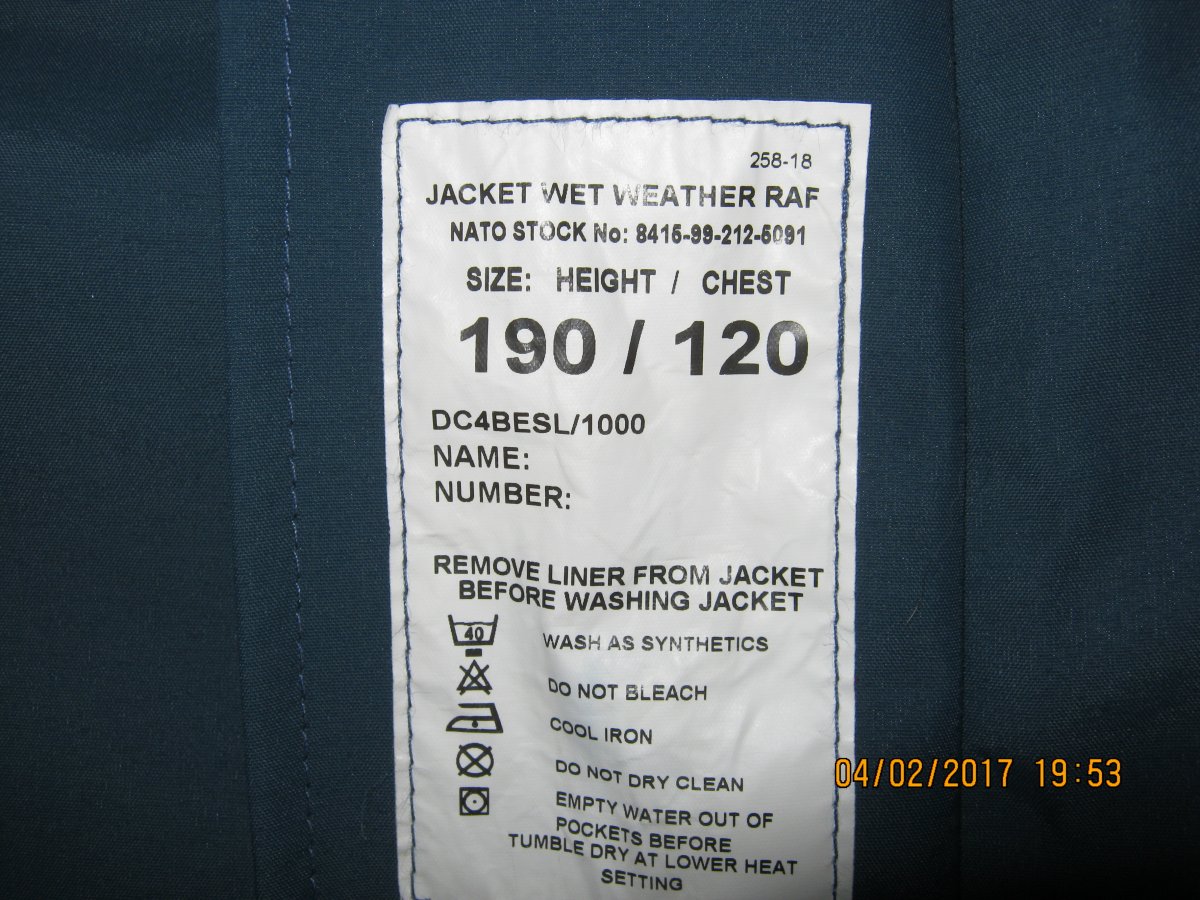 258-18
JACKET WET WEATHER RAF
NATO STOCK No: 8415-99-212-5091
SIZE: HEIGHT / CHEST
190 / 120
DC4BESL/1000
NAME:
NUMBER:
REMOVE LINER FROM JACKET
BEFORE WASHING JACKET
40 WASH AS SYNTHETICS
DO NOT BLEACH
COOL IRON
DO NOT DRY CLEAN
EMPTY WATER OUT OF
POCKETS BEFORE
TUMBLE DRY AT LOWER HEAT
SETTING
04/02/2017 19:53